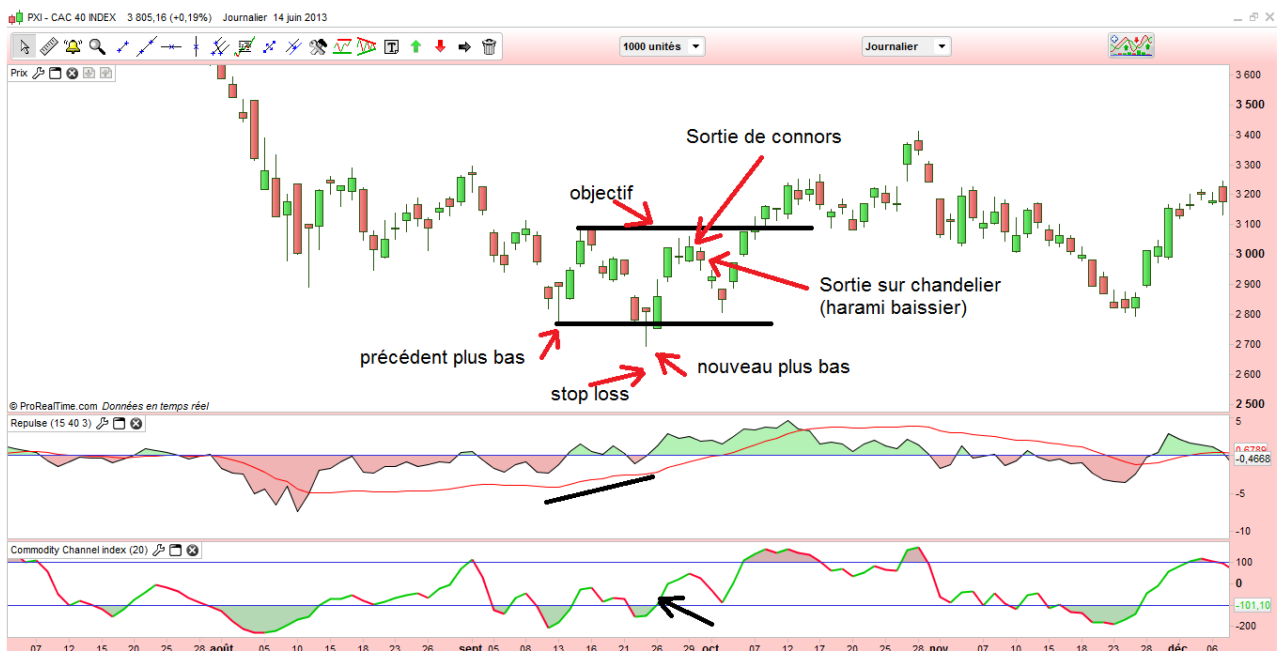 PXI - CAC 40 INDEX 3 805,16 (+0,19%) Journalier 14 juin 2013
1000 unités
Journalier
Prix
3 600
3 500
3 400
3 300
3 200
3 100
3 000
2 900
2 800
2 700
2 600
2 500
Sortie de connors
objectif
Sortie sur chandelier
(harami baissier)
précédent plus bas
nouveau plus bas
stop loss
© ProRealTime.com Données en temps réel
Repulse (15 40 3)
5
0,6789
-0,4668
-5
-10
Commodity Channel index (20)
100
0
-101,10
-200
07 12 15 20 25 28 août 05 10 15 18 23 26 sept 05 08 13 16 21 26 29 oct 07 12 17 20 25 28 nov 07 10 15 18 23 28 déc 06